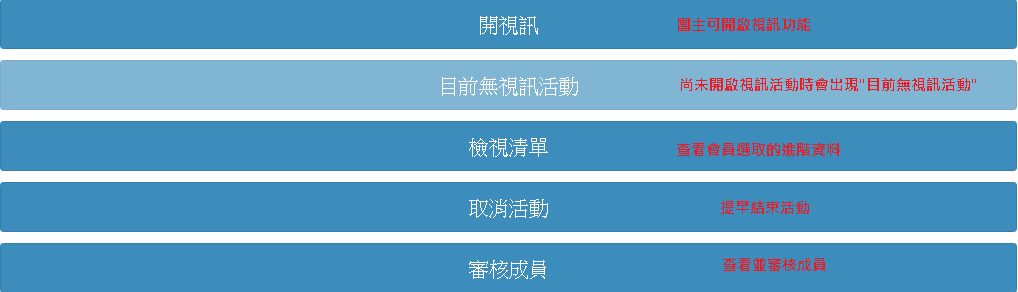 開視訊 團主可開啟視訊功能
目前無視訊活動 尚未開啟視訊活動時會出現"目前無視訊活動"
檢視清單 查看會員選取的進階資料
取消活動 提早結束活動
審核成員 查看並審核成員